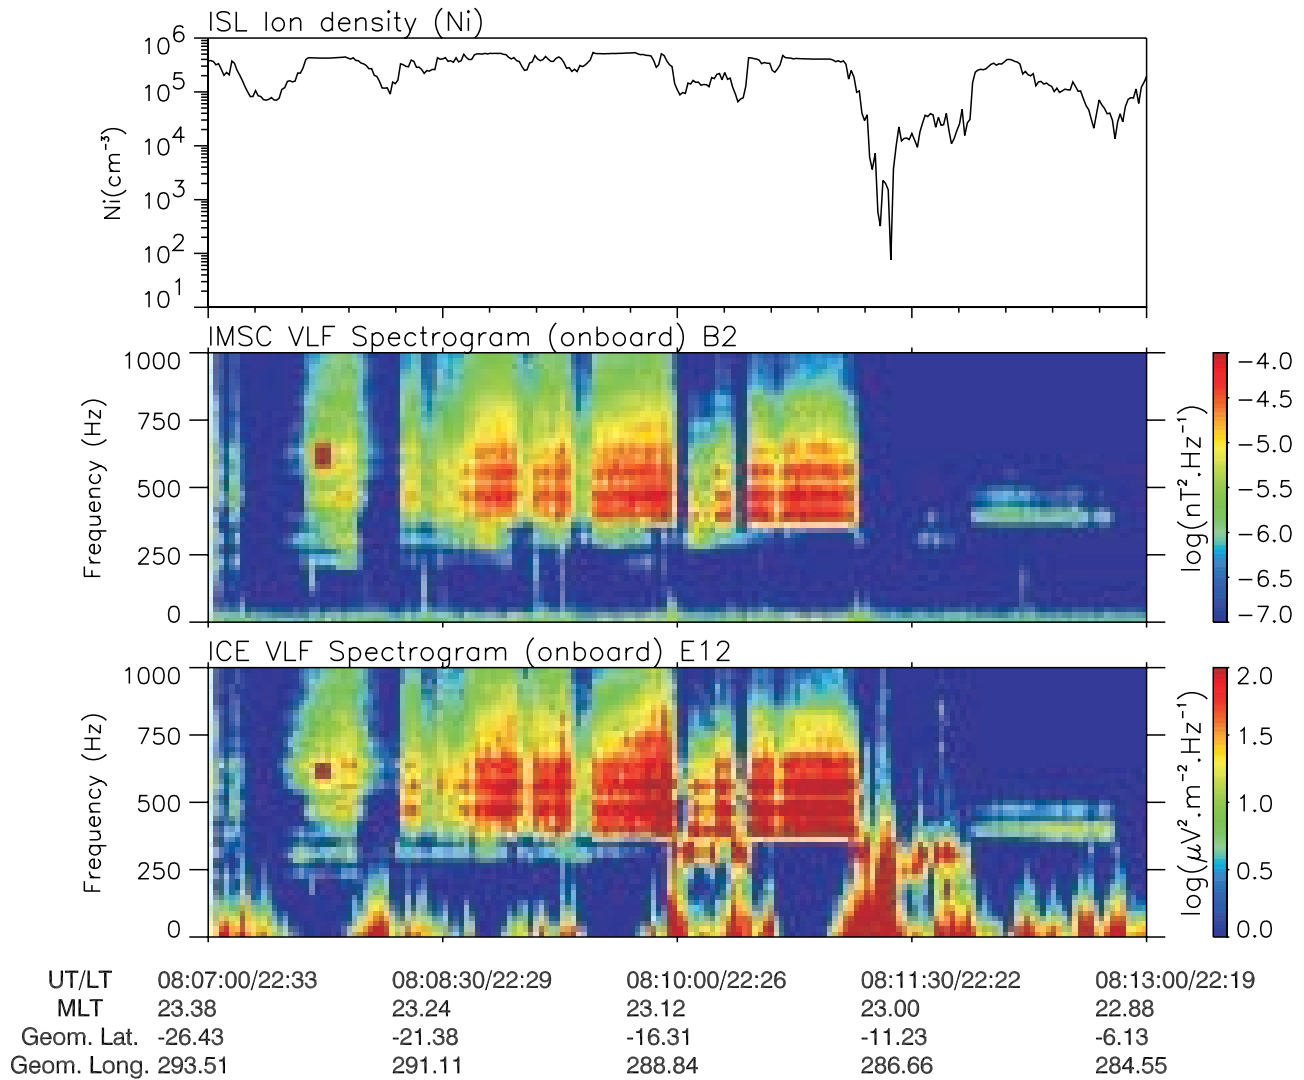 ISL Ion density (Ni)
10⁶
10⁵
10⁴
10³
10²
10¹
Ni(cm⁻³)
IMSC VLF Spectrogram (onboard) B2
1000
750
500
250
0
Frequency (Hz)
−4.0
−4.5
−5.0
−5.5
−6.0
−6.5
−7.0
log(nT².Hz⁻¹)
ICE VLF Spectrogram (onboard) E12
1000
750
500
250
0
Frequency (Hz)
2.0
1.5
1.0
0.5
0.0
log(μV².m⁻².Hz⁻¹)
UT/LT 08:07:00/22:33 08:08:30/22:29 08:10:00/22:26 08:11:30/22:22 08:13:00/22:19
MLT 23.38 23.24 23.12 23.00 22.88
Geom. Lat. -26.43 -21.38 -16.31 -11.23 -6.13
Geom. Long. 293.51 291.11 288.84 286.66 284.55